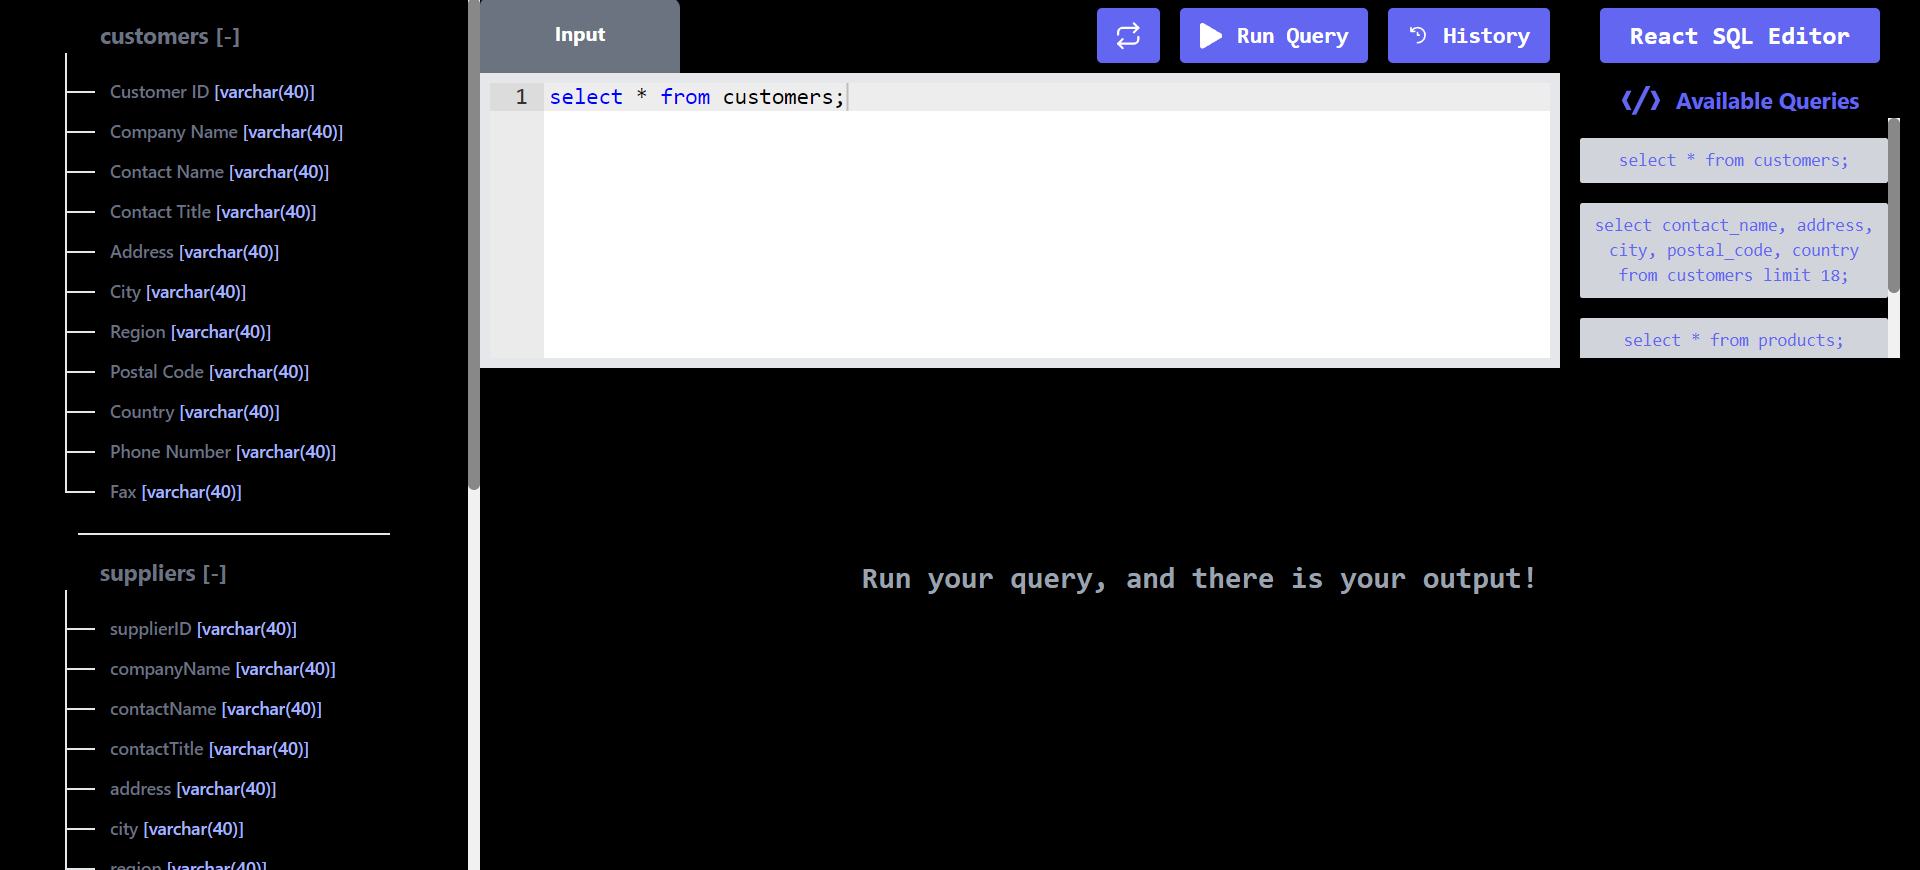 customers [-]
Customer ID [varchar(40)]
Company Name [varchar(40)]
Contact Name [varchar(40)]
Contact Title [varchar(40)]
Address [varchar(40)]
City [varchar(40)]
Region [varchar(40)]
Postal Code [varchar(40)]
Country [varchar(40)]
Phone Number [varchar(40)]
Fax [varchar(40)]
suppliers [-]
supplierID [varchar(40)]
companyName [varchar(40)]
contactName [varchar(40)]
contactTitle [varchar(40)]
address [varchar(40)]
city [varchar(40)]
region [varchar(40)]
Input
Run Query
History
1 select * from customers;
Run your query, and there is your output!
React SQL Editor
Available Queries
select * from customers;
select contact_name, address,
city, postal_code, country
from customers limit 18;
select * from products;